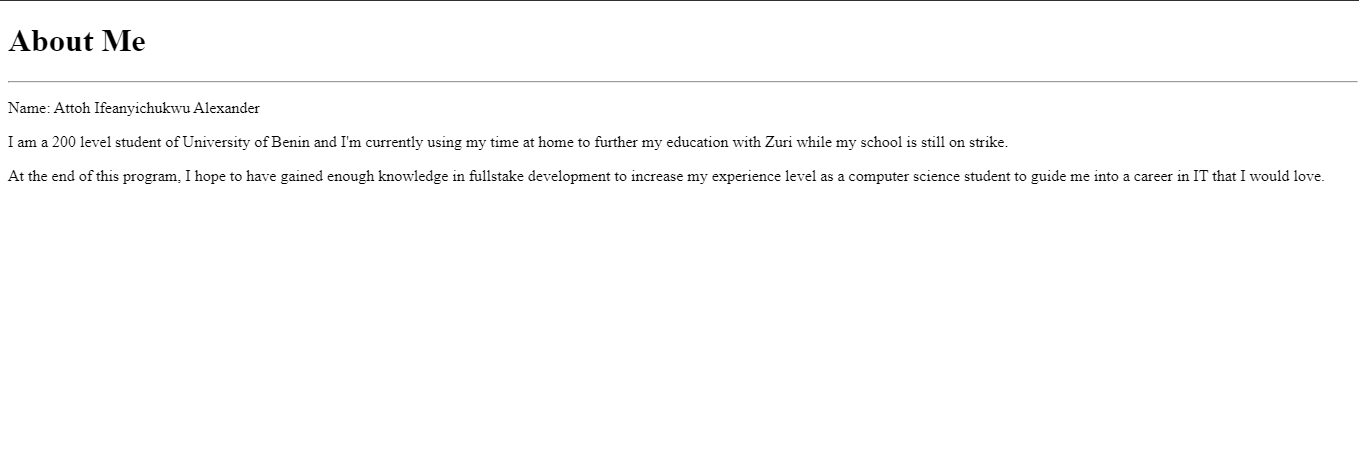 About Me
Name: Attoh Ifeanyichukwu Alexander
I am a 200 level student of University of Benin and I'm currently using my time at home to further my education with Zuri while my school is still on strike.
At the end of this program, I hope to have gained enough knowledge in fullstake development to increase my experience level as a computer science student to guide me into a career in IT that I would love.